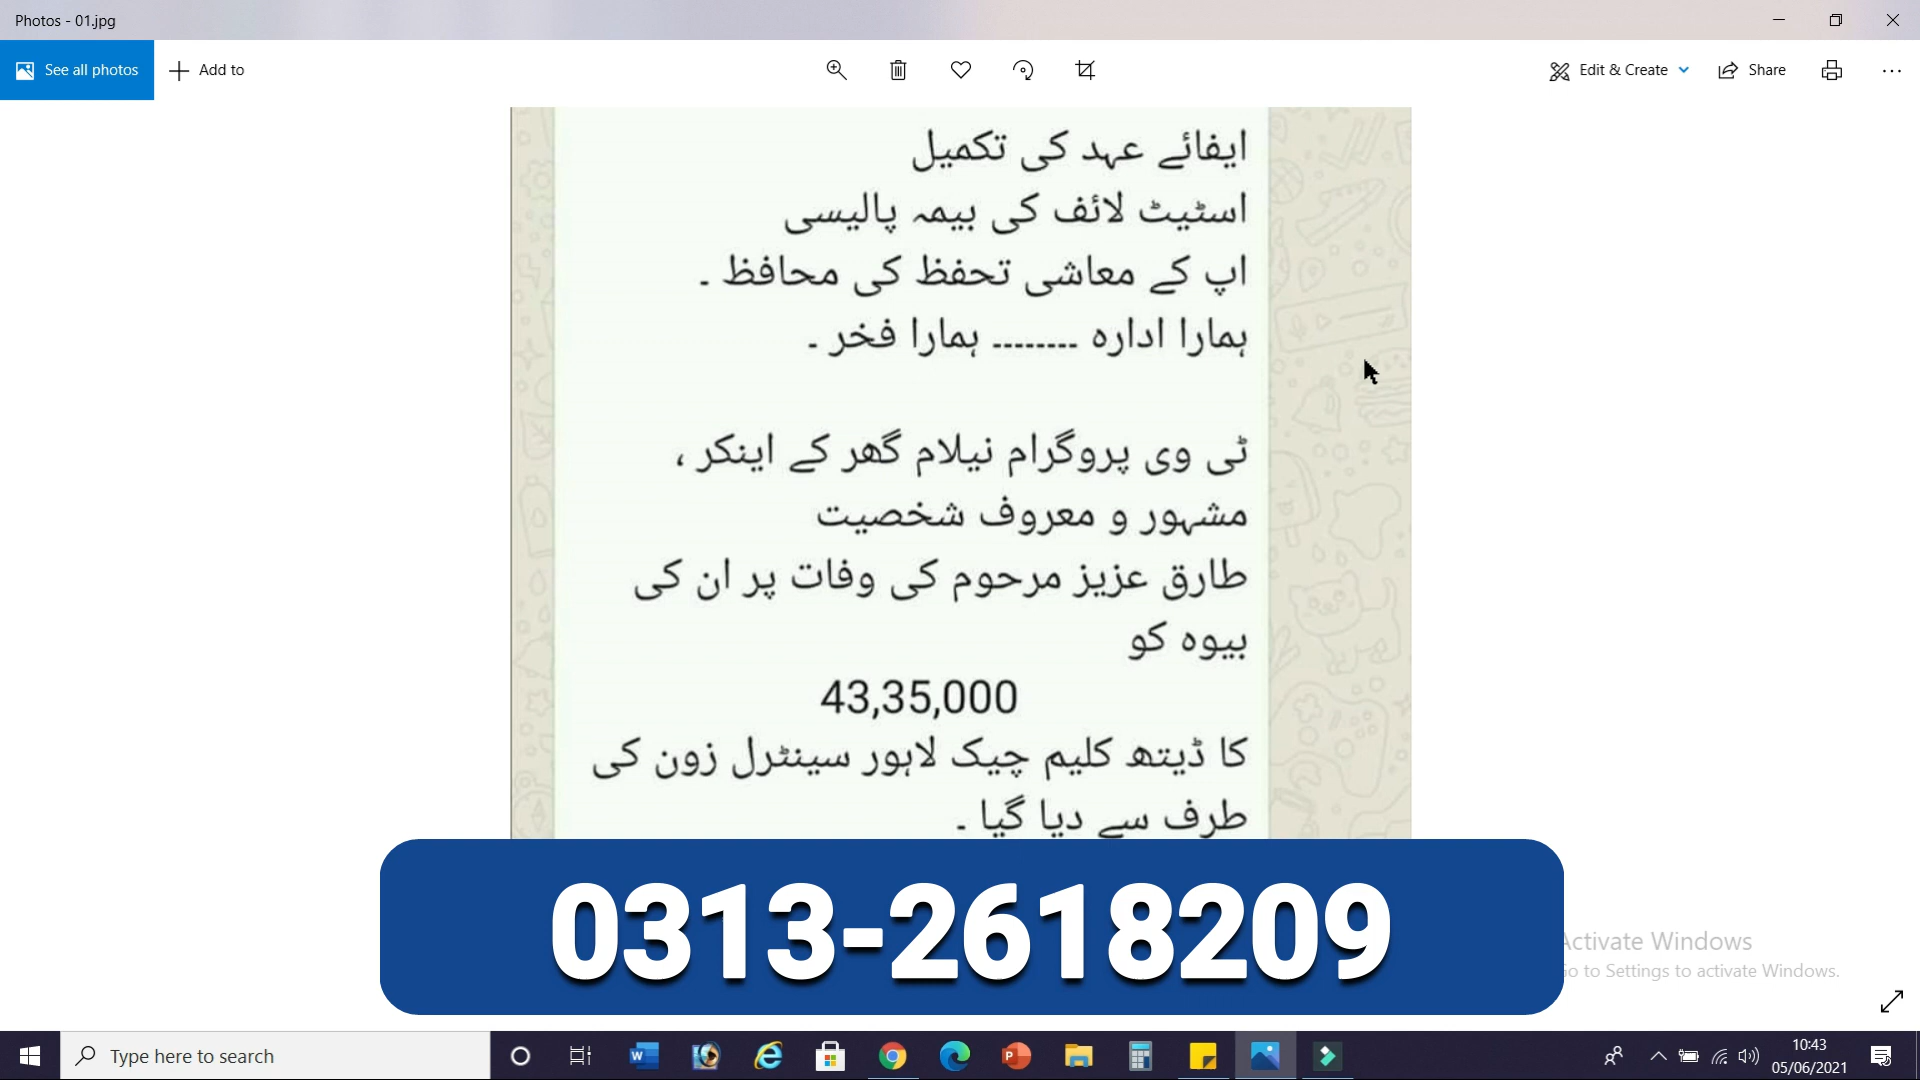 Photos - 01.jpg
See all photos
Add to
Edit & Create
Share
ایفائے عہد کی تکمیل
اسٹیٹ لائف کی بیمہ پالیسی
اپ کے معاشی تحفظ کی محافظ ۔
ہمارا ادارہ -------- ہمارا فخر ۔
ٹی وی پروگرام نیلام گھر کے اینکر ،
مشہور و معروف شخصیت
طارق عزیز مرحوم کی وفات پر ان کی
بیوہ کو
43,35,000
کا ڈیتھ کلیم چیک لاہور سینٹرل زون کی
طرف سے دیا گیا ۔
0313-2618209
Activate Windows
Go to Settings to activate Windows.
Type here to search
10:43
05/06/2021